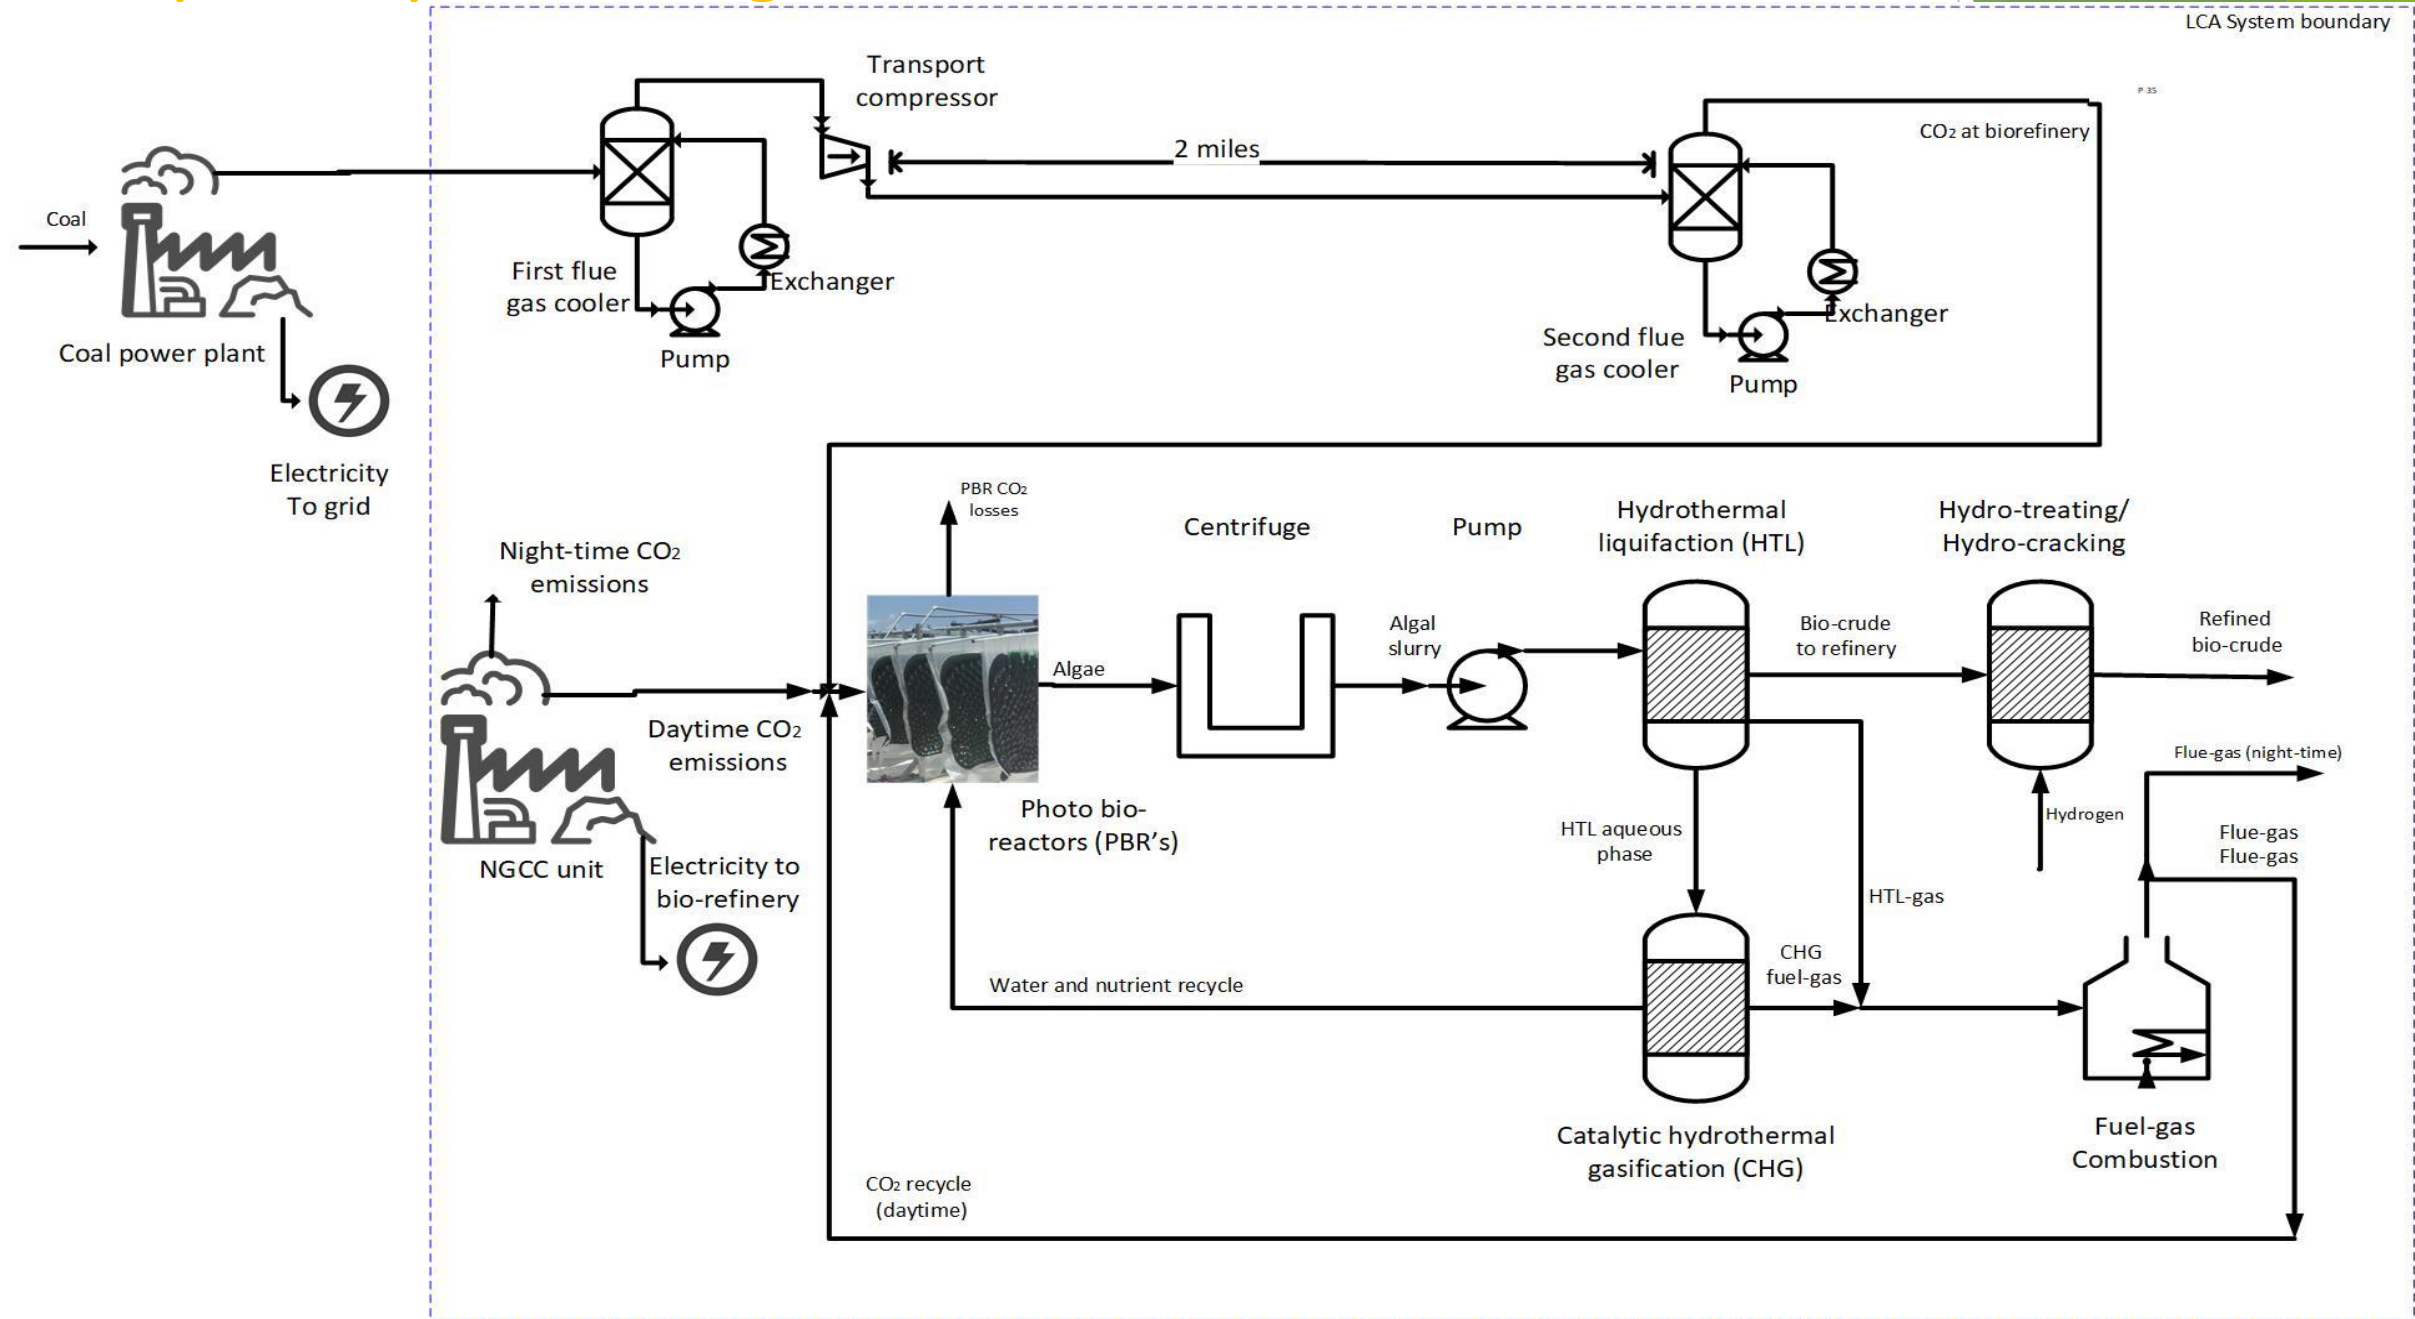 LCA System boundary
Transport
compressor
P 35
CO₂ at biorefinery
2 miles
Coal
First flue
gas cooler
Exchanger
Pump
Exchanger
Second flue
gas cooler
Pump
Coal power plant
Electricity
To grid
PBR CO₂
losses
Centrifuge
Pump
Hydrothermal
liquifaction (HTL)
Hydro-treating/
Hydro-cracking
Night-time CO₂
emissions
Algal
slurry
Bio-crude
to refinery
Refined
bio-crude
Algae
Daytime CO₂
emissions
Flue-gas (night-time)
Photo bio-
reactors (PBR's)
HTL aqueous
phase
Hydrogen
Flue-gas
Flue-gas
NGCC unit
Electricity to
bio-refinery
HTL-gas
CHG
fuel-gas
Water and nutrient recycle
Catalytic hydrothermal
gasification (CHG)
Fuel-gas
Combustion
CO₂ recycle
(daytime)